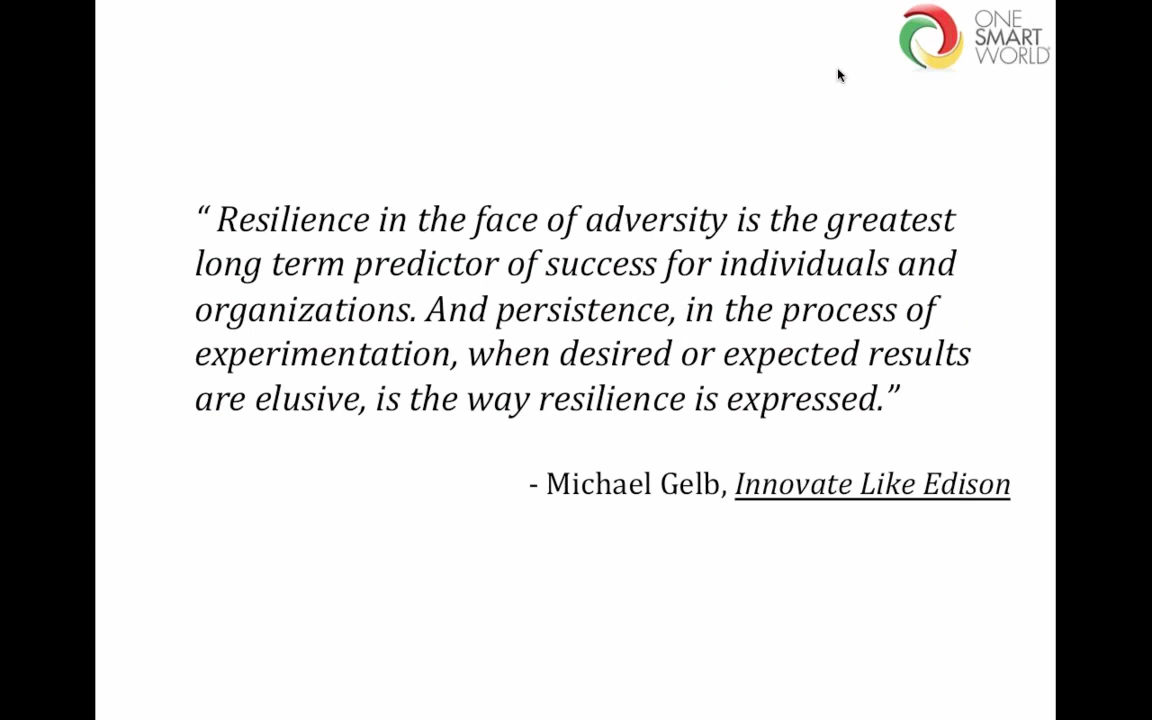 ONE
SMART
WORLD
“ Resilience in the face of adversity is the greatest
long term predictor of success for individuals and
organizations. And persistence, in the process of
experimentation, when desired or expected results
are elusive, is the way resilience is expressed.”
- Michael Gelb, Innovate Like Edison